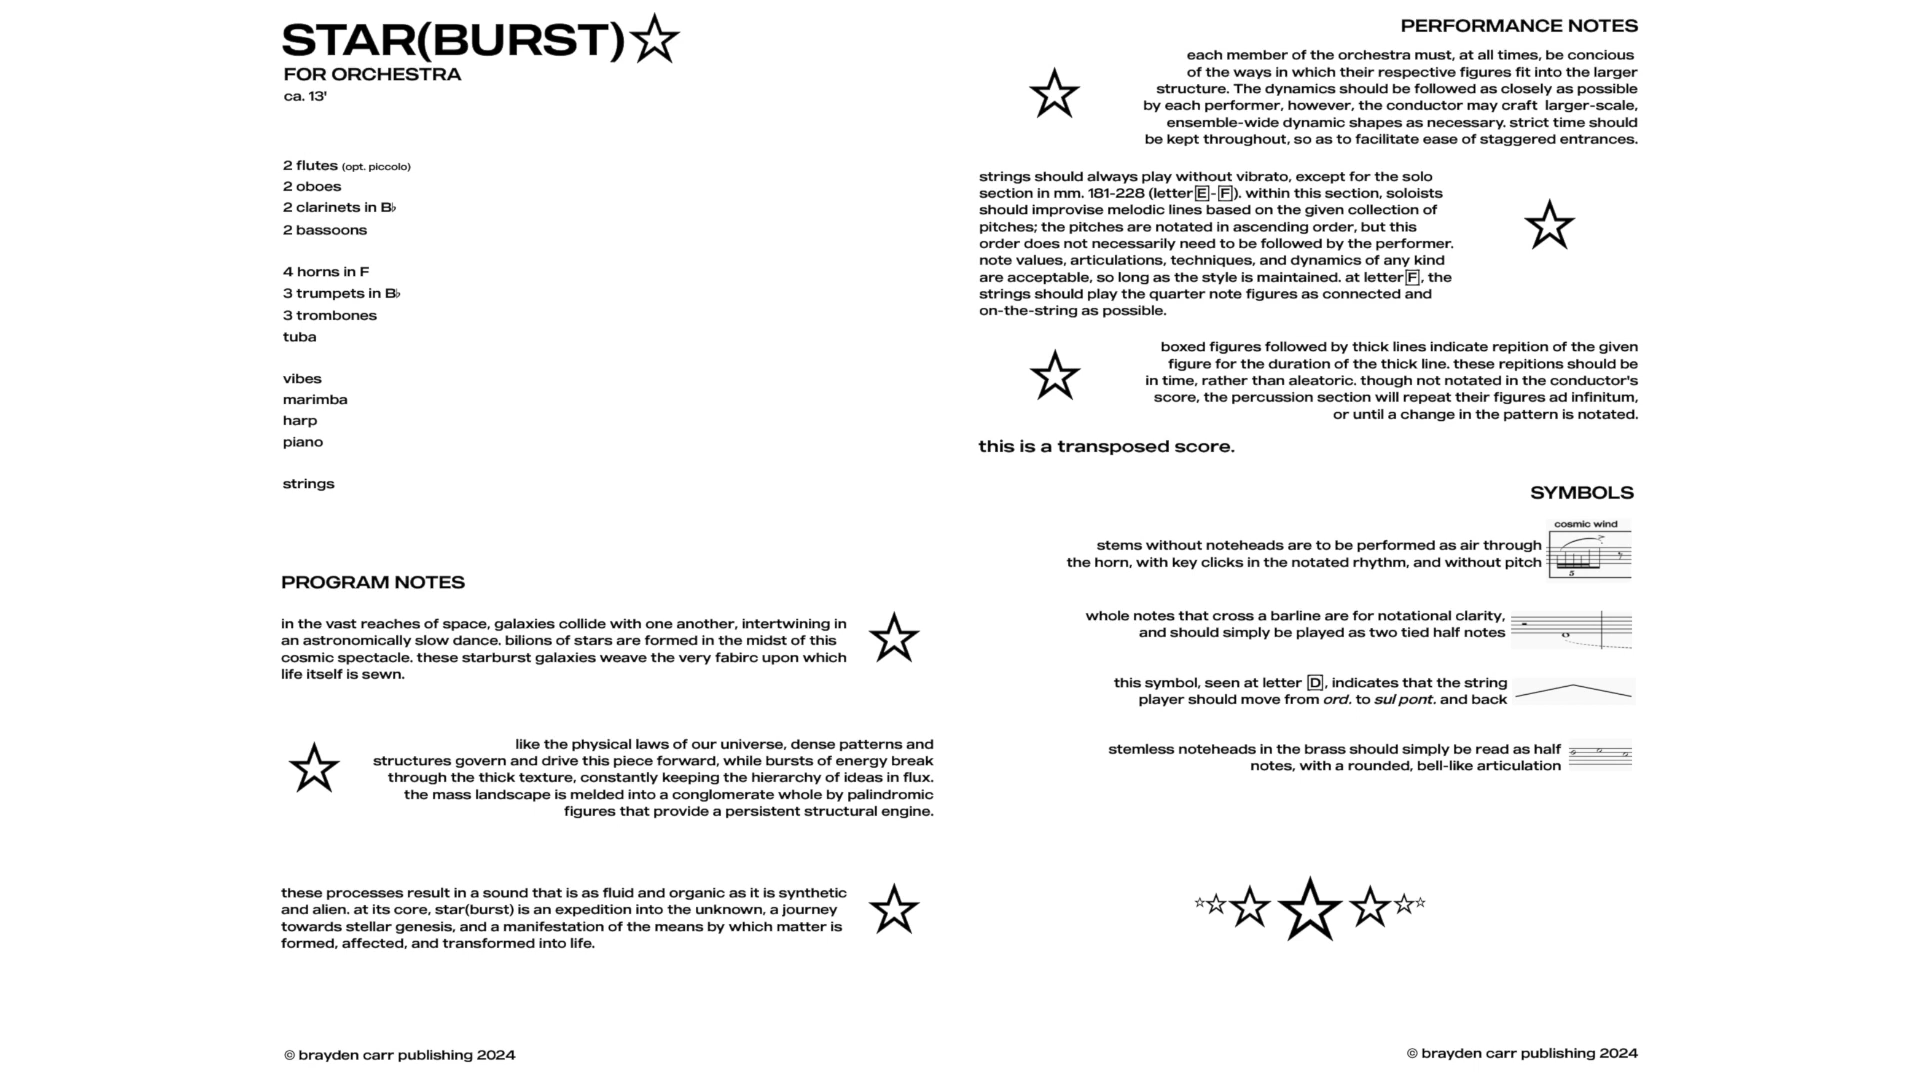 STAR(BURST)☆
FOR ORCHESTRA
ca. 13'
2 flutes (opt. piccolo)
2 oboes
2 clarinets in B♭
2 bassoons
4 horns in F
3 trumpets in B♭
3 trombones
tuba
vibes
marimba
harp
piano
strings
PROGRAM NOTES
in the vast reaches of space, galaxies collide with one another, intertwining in
an astronomically slow dance. bilions of stars are formed in the midst of this
cosmic spectacle. these starburst galaxies weave the very fabirc upon which
life itself is sewn.
like the physical laws of our universe, dense patterns and
structures govern and drive this piece forward, while bursts of energy break
through the thick texture, constantly keeping the hierarchy of ideas in flux.
the mass landscape is melded into a conglomerate whole by palindromic
figures that provide a persistent structural engine.
these processes result in a sound that is as fluid and organic as it is synthetic
and alien. at its core, star(burst) is an expedition into the unknown, a journey
towards stellar genesis, and a manifestation of the means by which matter is
formed, affected, and transformed into life.
© brayden carr publishing 2024
PERFORMANCE NOTES
each member of the orchestra must, at all times, be concious
of the ways in which their respective figures fit into the larger
structure. The dynamics should be followed as closely as possible
by each performer, however, the conductor may craft larger-scale,
ensemble-wide dynamic shapes as necessary. strict time should
be kept throughout, so as to facilitate ease of staggered entrances.
strings should always play without vibrato, except for the solo
section in mm. 181-228 (letter E - F). within this section, soloists
should improvise melodic lines based on the given collection of
pitches; the pitches are notated in ascending order, but this
order does not necessarily need to be followed by the performer.
note values, articulations, techniques, and dynamics of any kind
are acceptable, so long as the style is maintained. at letter F, the
strings should play the quarter note figures as connected and
on-the-string as possible.
boxed figures followed by thick lines indicate repition of the given
figure for the duration of the thick line. these repitions should be
in time, rather than aleatoric. though not notated in the conductor's
score, the percussion section will repeat their figures ad infinitum,
or until a change in the pattern is notated.
this is a transposed score.
SYMBOLS
cosmic wind
5
stems without noteheads are to be performed as air through
the horn, with key clicks in the notated rhythm, and without pitch
whole notes that cross a barline are for notational clarity,
and should simply be played as two tied half notes
this symbol, seen at letter D, indicates that the string
player should move from ord. to sul pont. and back
stemless noteheads in the brass should simply be read as half
notes, with a rounded, bell-like articulation
© brayden carr publishing 2024